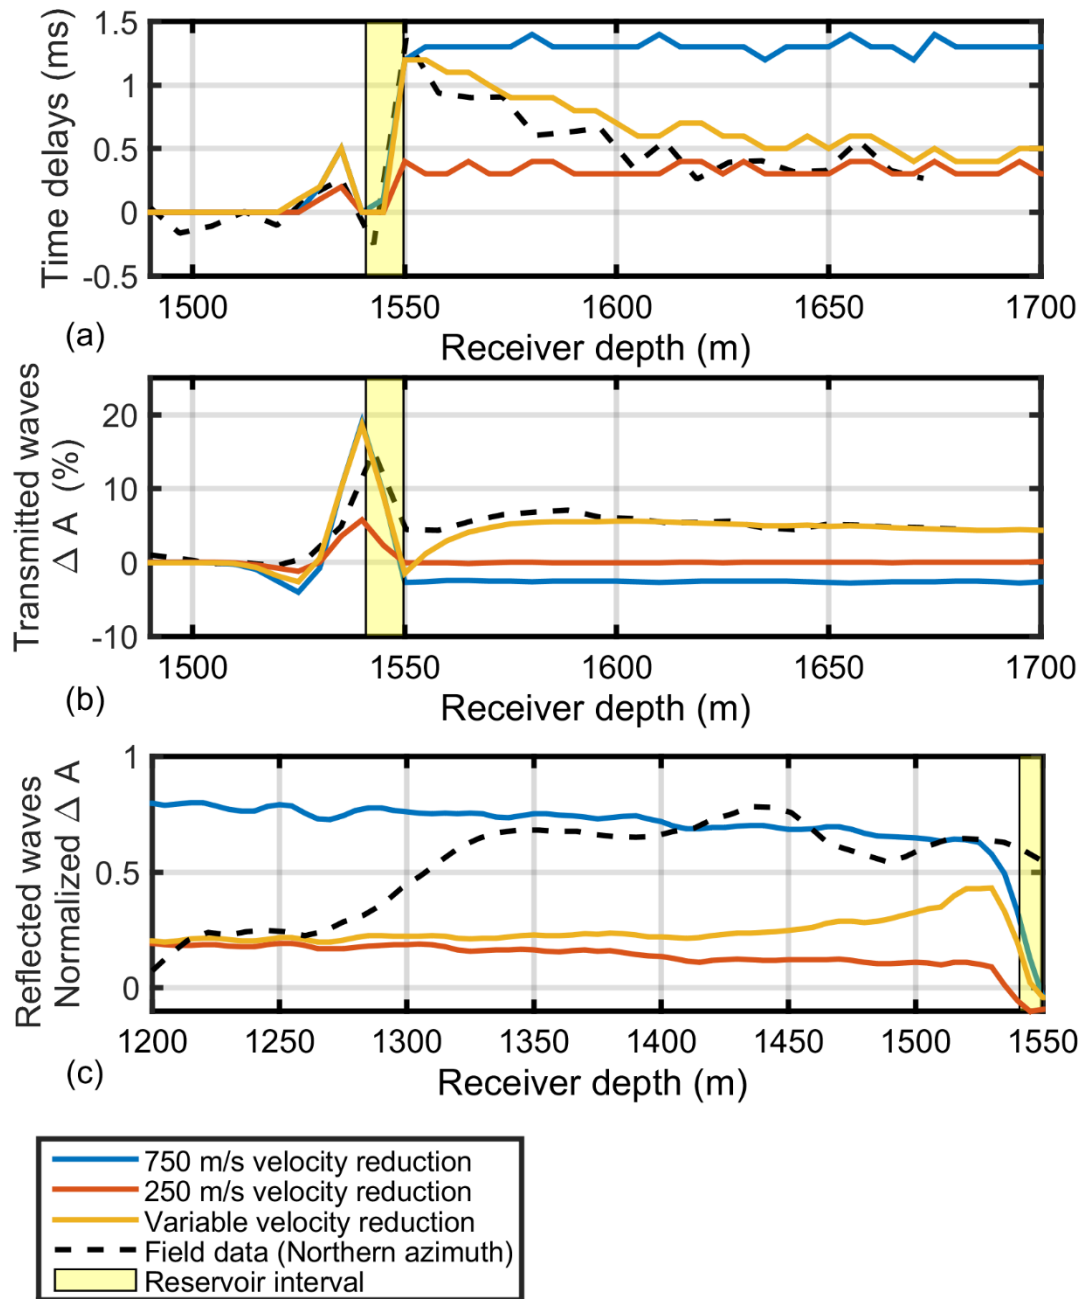 Time delays (ms)
1.5
1
0.5
0
-0.5
1500 1550 1600 1650 1700
(a)
Receiver depth (m)
Transmitted waves
Δ A (%)
20
10
0
-10
1500 1550 1600 1650 1700
(b)
Receiver depth (m)
Reflected waves
Normalized Δ A
1
0.5
0
1200 1250 1300 1350 1400 1450 1500 1550
(c)
Receiver depth (m)
750 m/s velocity reduction
250 m/s velocity reduction
Variable velocity reduction
Field data (Northern azimuth)
Reservoir interval